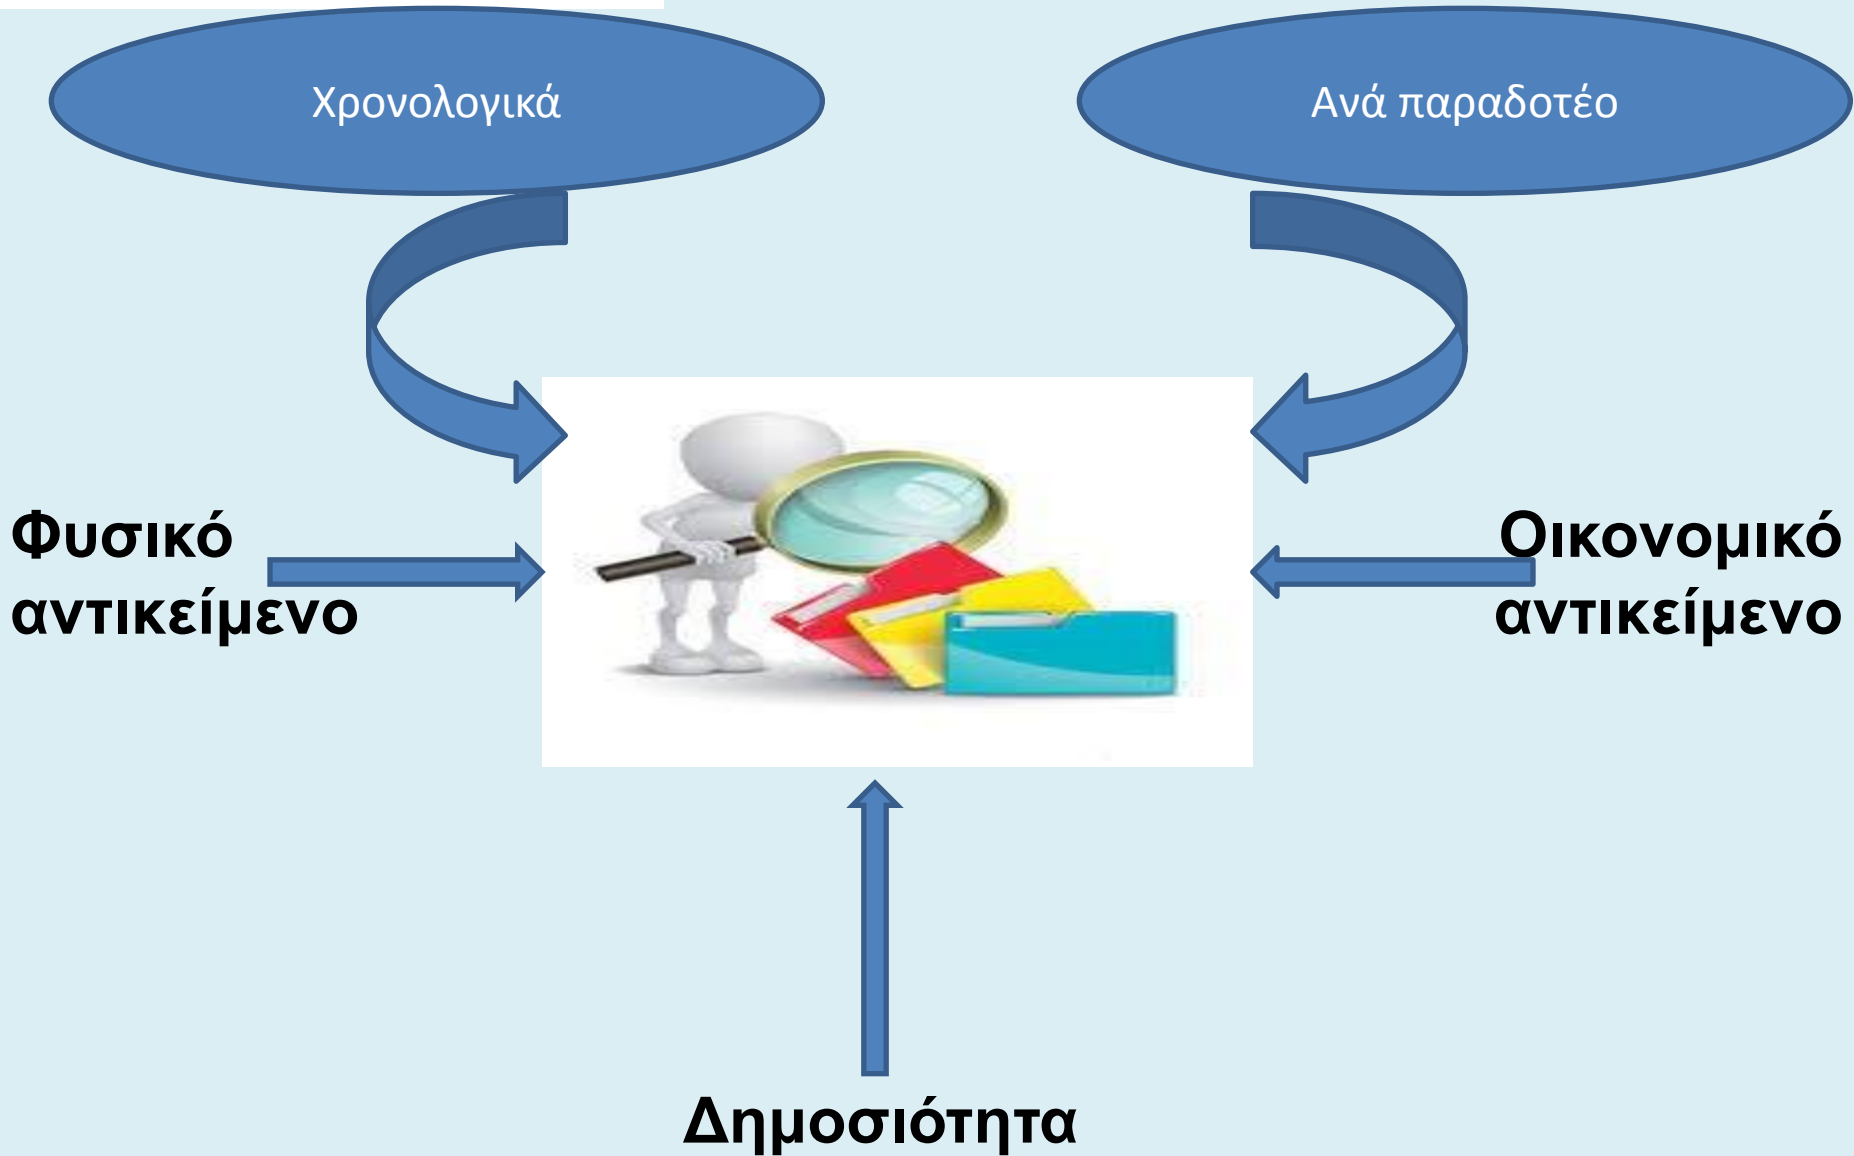 Χρονολογικά
Ανά παραδοτέο
Φυσικό
αντικείμενο
Οικονομικό
αντικείμενο
Δημοσιότητα